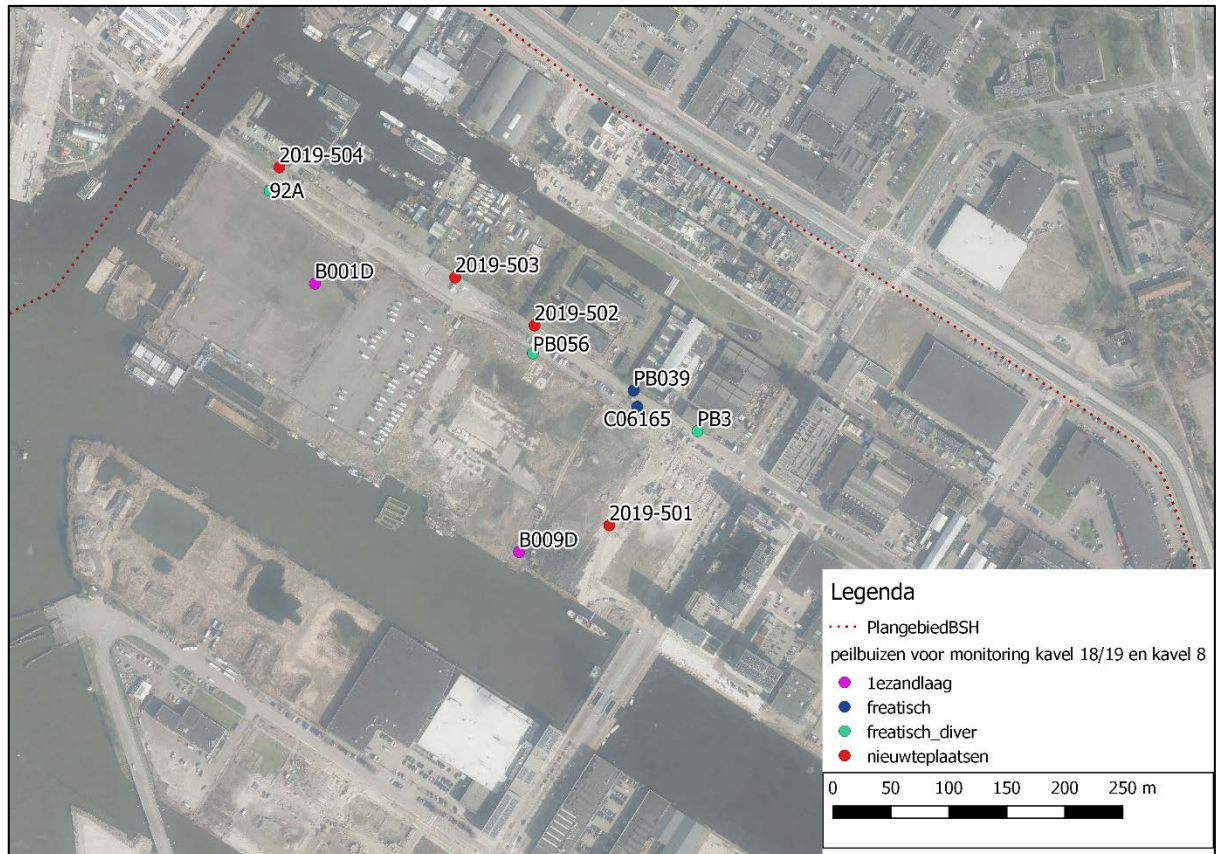 2019-504
92A
B001D
2019-503
2019-502
PB056
PB039
C06165
PB3
2019-501
B009D
Legenda
PlangebiedBSH
peilbuizen voor monitoring kavel 18/19 en kavel 8
1ezandlaag
freatisch
freatisch_diver
nieuwteplaatsen
0 50 100 150 200 250 m